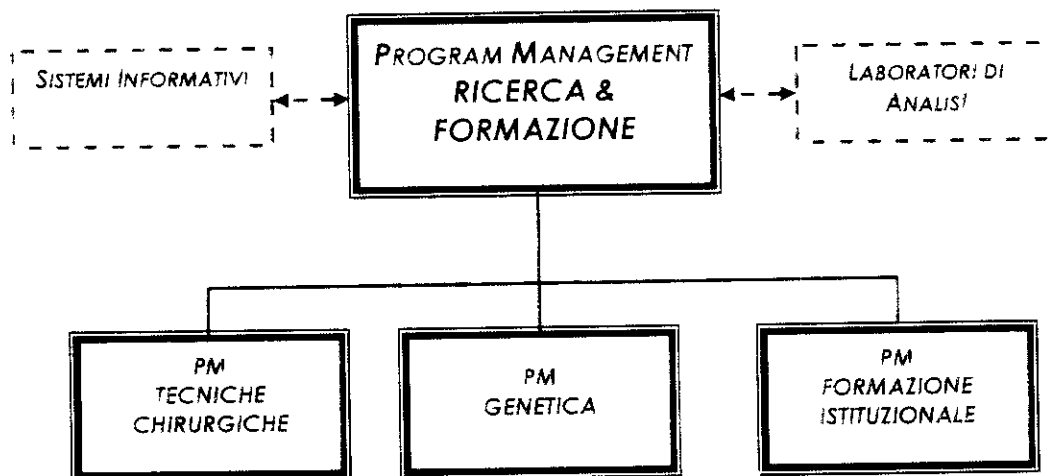 SISTEMI INFORMATIVI
PROGRAM MANAGEMENT
RICERCA &
FORMAZIONE
LABORATORI DI
ANALISI
PM
TECNICHE
CHIRURGICHE
PM
GENETICA
PM
FORMAZIONE
ISTITUZIONALE